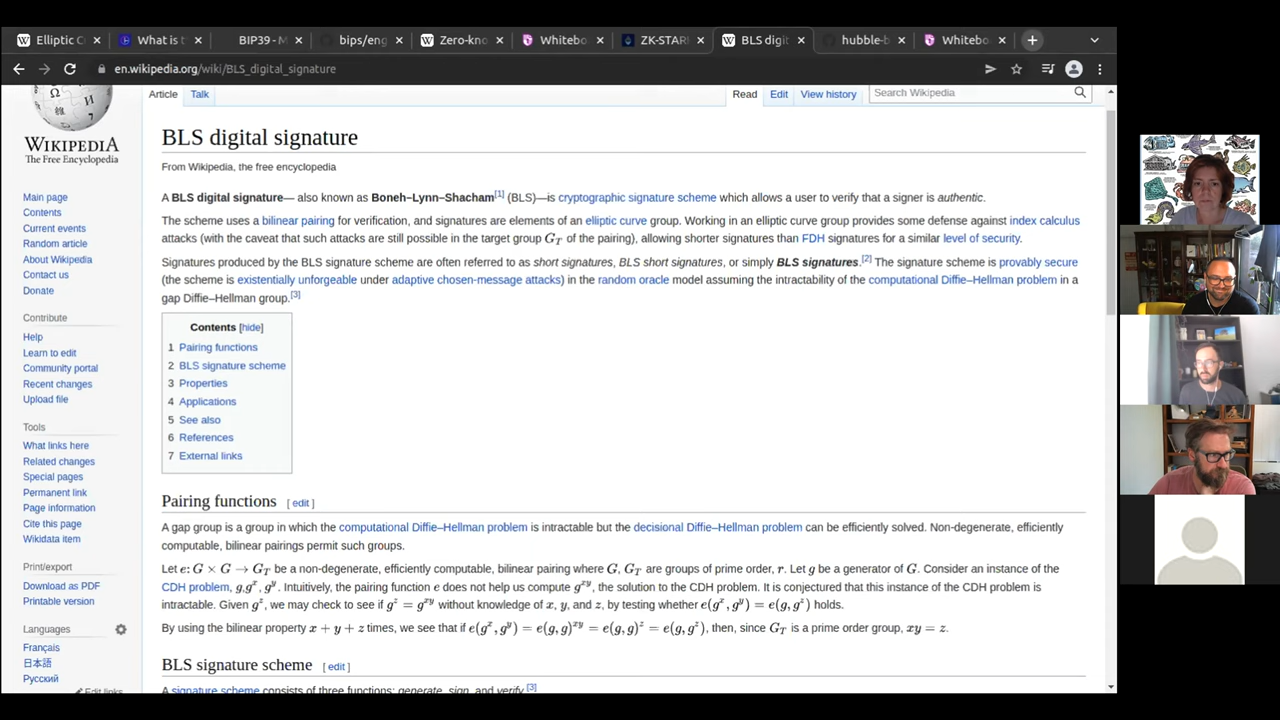 Elliptic C
What is t
BIP39 - M
bips/eng
Zero-kno
Whitebo
ZK-STAR
BLS digit
hubble-b
Whitebo
en.wikipedia.org/wiki/BLS_digital_signature
Article Talk Read Edit View history Search Wikipedia
WIKIPEDIA
The Free Encyclopedia
Main page
Contents
Current events
Random article
About Wikipedia
Contact us
Donate
Contribute
Help
Learn to edit
Community portal
Recent changes
Upload file
Tools
What links here
Related changes
Special pages
Permanent link
Page information
Cite this page
Wikidata item
Print/export
Download as PDF
Printable version
Languages
Français
日本語
Русский
Edit links
BLS digital signature
From Wikipedia, the free encyclopedia
A BLS digital signature— also known as Boneh–Lynn–Shacham[1] (BLS)—is cryptographic signature scheme which allows a user to verify that a signer is authentic.
The scheme uses a bilinear pairing for verification, and signatures are elements of an elliptic curve group. Working in an elliptic curve group provides some defense against index calculus
attacks (with the caveat that such attacks are still possible in the target group G_T of the pairing), allowing shorter signatures than FDH signatures for a similar level of security.
Signatures produced by the BLS signature scheme are often referred to as short signatures, BLS short signatures, or simply BLS signatures.[2] The signature scheme is provably secure
(the scheme is existentially unforgeable under adaptive chosen-message attacks) in the random oracle model assuming the intractability of the computational Diffie–Hellman problem in a
gap Diffie–Hellman group.[3]
Contents [hide]
1 Pairing functions
2 BLS signature scheme
3 Properties
4 Applications
5 See also
6 References
7 External links
Pairing functions [ edit ]
A gap group is a group in which the computational Diffie–Hellman problem is intractable but the decisional Diffie–Hellman problem can be efficiently solved. Non-degenerate, efficiently
computable, bilinear pairings permit such groups.
Let e: G × G → G_T be a non-degenerate, efficiently computable, bilinear pairing where G, G_T are groups of prime order, r. Let g be a generator of G. Consider an instance of the
CDH problem, g,g^x, g^y. Intuitively, the pairing function e does not help us compute g^xy, the solution to the CDH problem. It is conjectured that this instance of the CDH problem is
intractable. Given g^z, we may check to see if g^z = g^xy without knowledge of x, y, and z, by testing whether e(g^x, g^y) = e(g, g^z) holds.
By using the bilinear property x + y + z times, we see that if e(g^x, g^y) = e(g, g)^xy = e(g, g)^z = e(g, g^z), then, since G_T is a prime order group, xy = z.
BLS signature scheme [ edit ]
A signature scheme consists of three functions: generate, sign, and verify.[3]